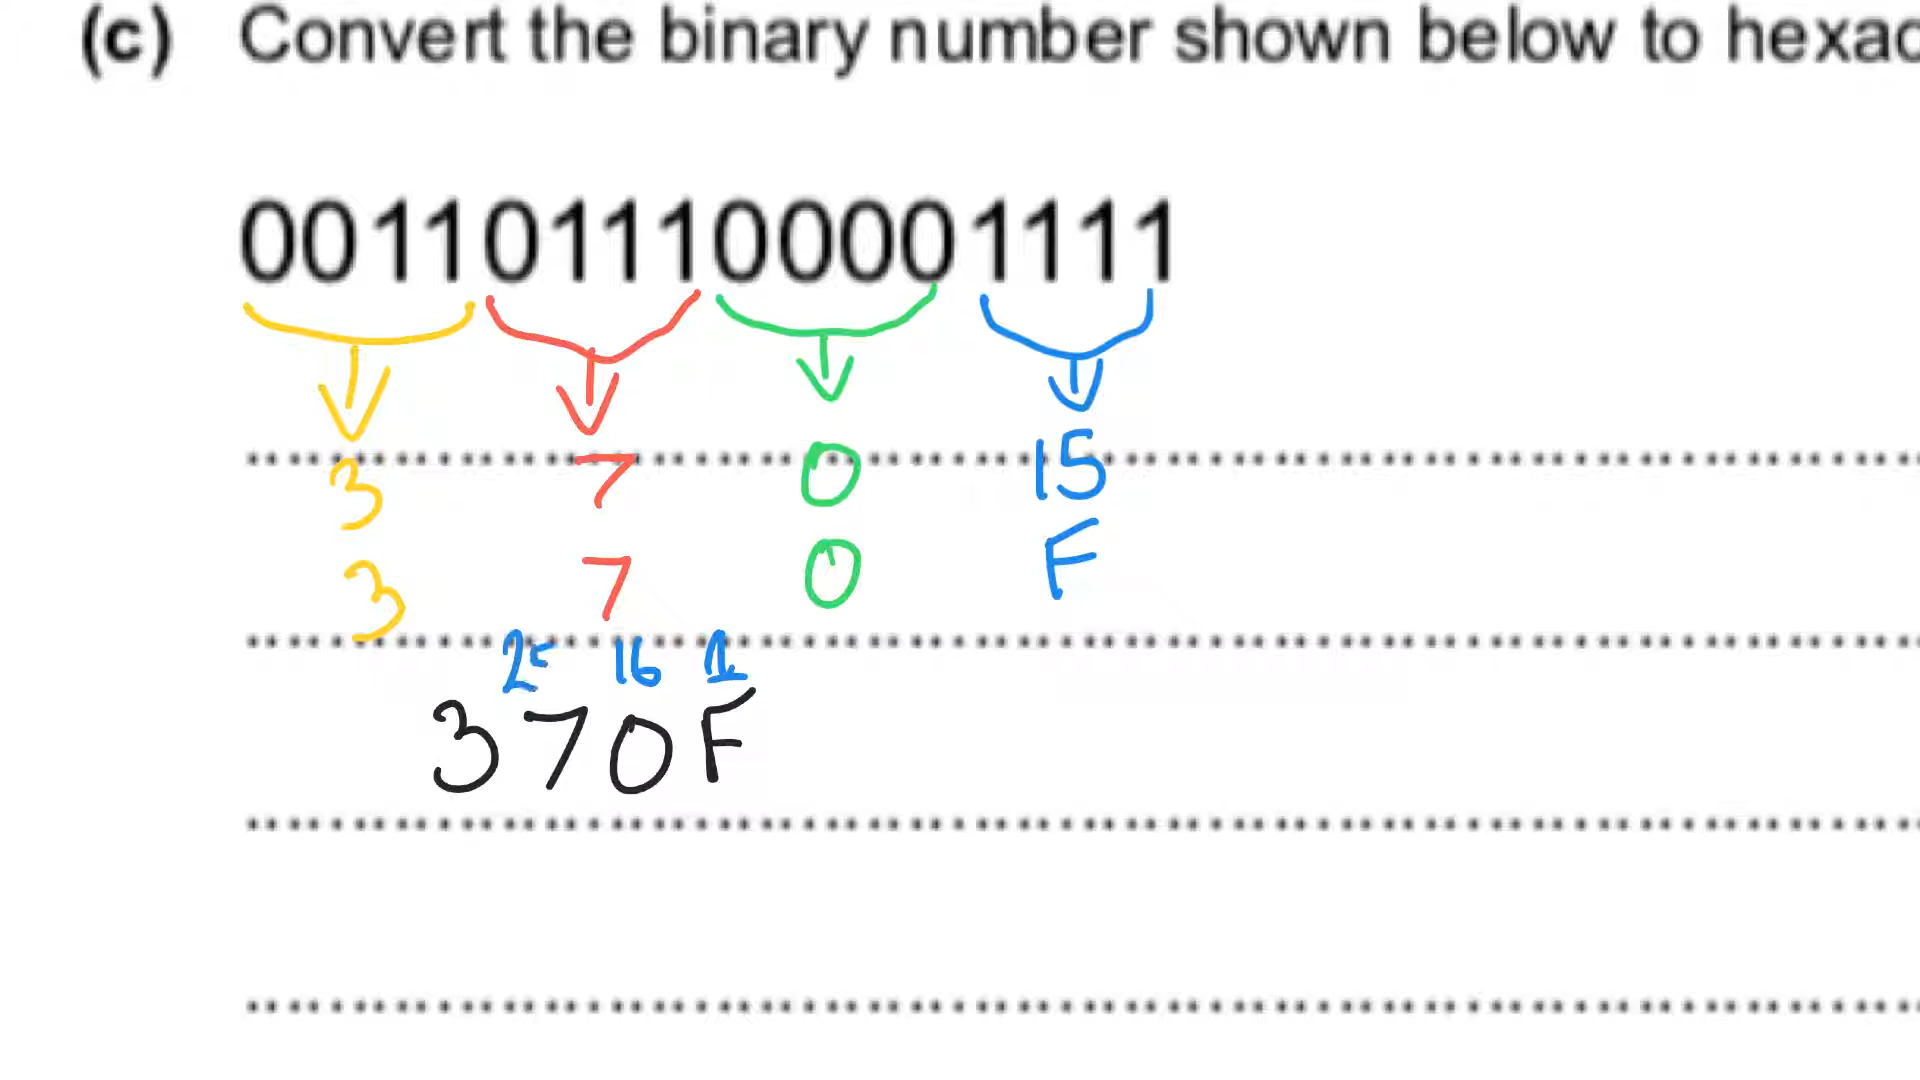 (c) Convert the binary number shown below to hexad
0011011100001111
3 7 0 15
3 7 0 F
16 1
370F